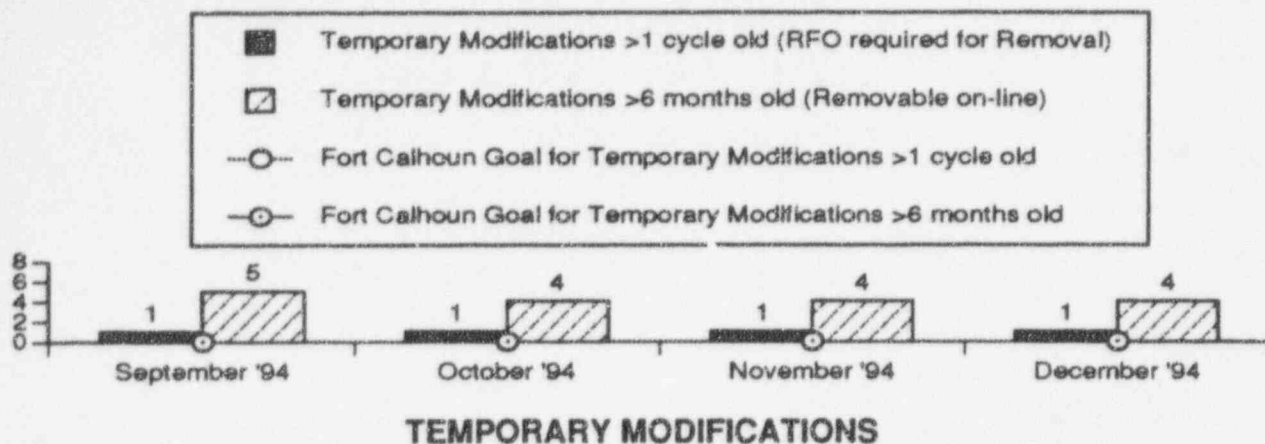 Temporary Modifications >1 cycle old (RFO required for Removal)
Temporary Modifications >6 months old (Removable on-line)
Fort Calhoun Goal for Temporary Modifications >1 cycle old
Fort Calhoun Goal for Temporary Modifications >6 months old
8
6
4
2
0
1 5 1 4 1 4 1 4
September '94 October '94 November '94 December '94
TEMPORARY MODIFICATIONS